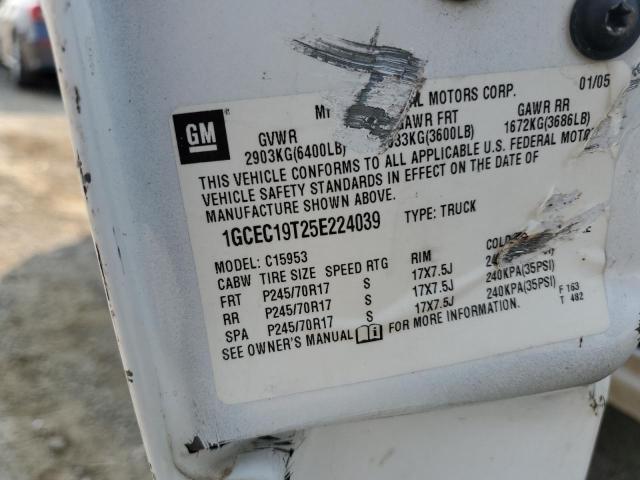 GM
L MOTORS CORP. 01/05
GVWR GAWR FRT GAWR RR
2903KG(6400LB) 33KG(3600LB) 1672KG(3686LB)
THIS VEHICLE CONFORMS TO ALL APPLICABLE U.S. FEDERAL MOTO
VEHICLE SAFETY STANDARDS IN EFFECT ON THE DATE OF
MANUFACTURE SHOWN ABOVE.
1GCEC19T25E224039 TYPE: TRUCK
MODEL: C15953
CABW TIRE SIZE SPEED RTG RIM COLD
FRT P245/70R17 S 17X7.5J 240KPA(35PSI)
RR P245/70R17 S 17X7.5J 240KPA(35PSI) F 163
SPA P245/70R17 S 17X7.5J 240KPA(35PSI) T 482
SEE OWNER'S MANUAL FOR MORE INFORMATION.